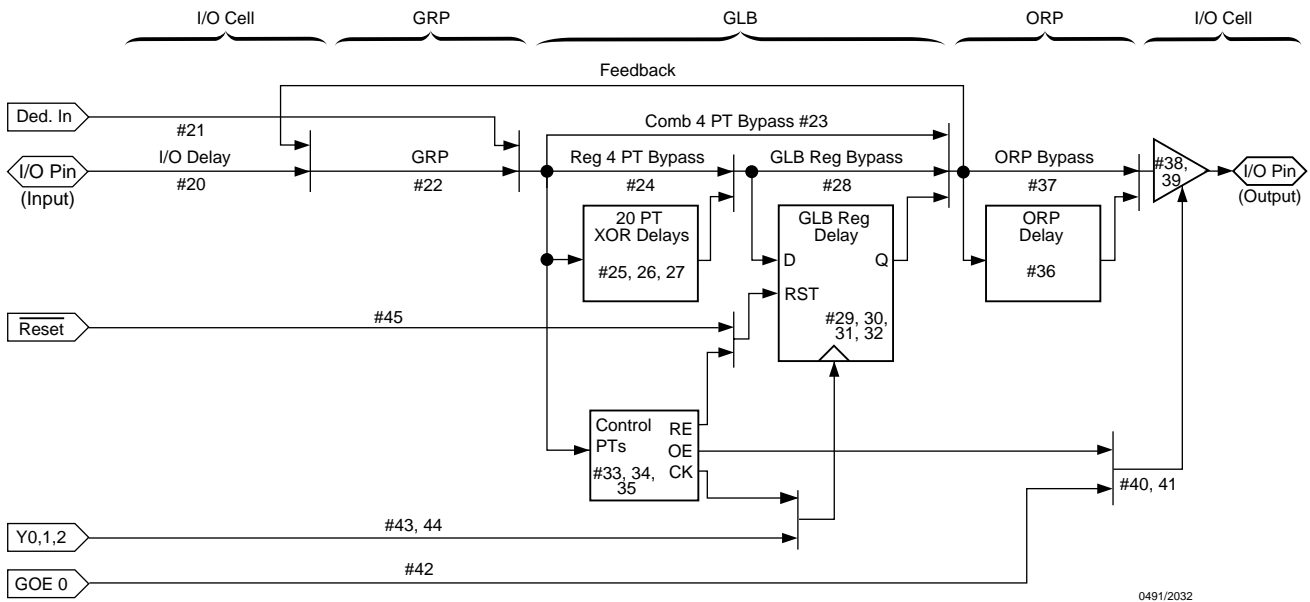 I/O Cell
GRP
GLB
ORP
I/O Cell
Feedback
Ded. In
#21
Comb 4 PT Bypass #23
I/O Pin
(Input)
I/O Delay
#20
GRP
#22
Reg 4 PT Bypass
#24
GLB Reg Bypass
#28
ORP Bypass
#37
#38,
39
I/O Pin
(Output)
20 PT
XOR Delays
#25, 26, 27
GLB Reg
Delay
D
Q
RST
#29, 30,
31, 32
ORP
Delay
#36
Reset
#45
Control
PTs
RE
OE
CK
#33, 34,
35
#40, 41
Y0,1,2
#43, 44
GOE 0
#42
0491/2032